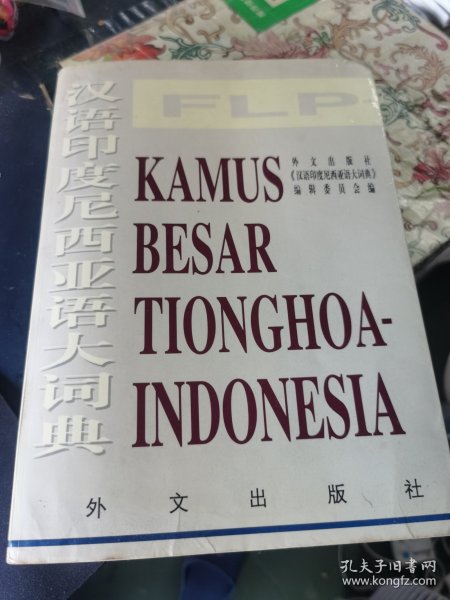 FLP
汉语印度尼西亚语大词典
外文出版社
《汉语印度尼西亚语大词典》
编辑委员会编
KAMUS
BESAR
TIONGHOA-
INDONESIA
外文出版社
孔夫子旧书网
www.kongfz.com